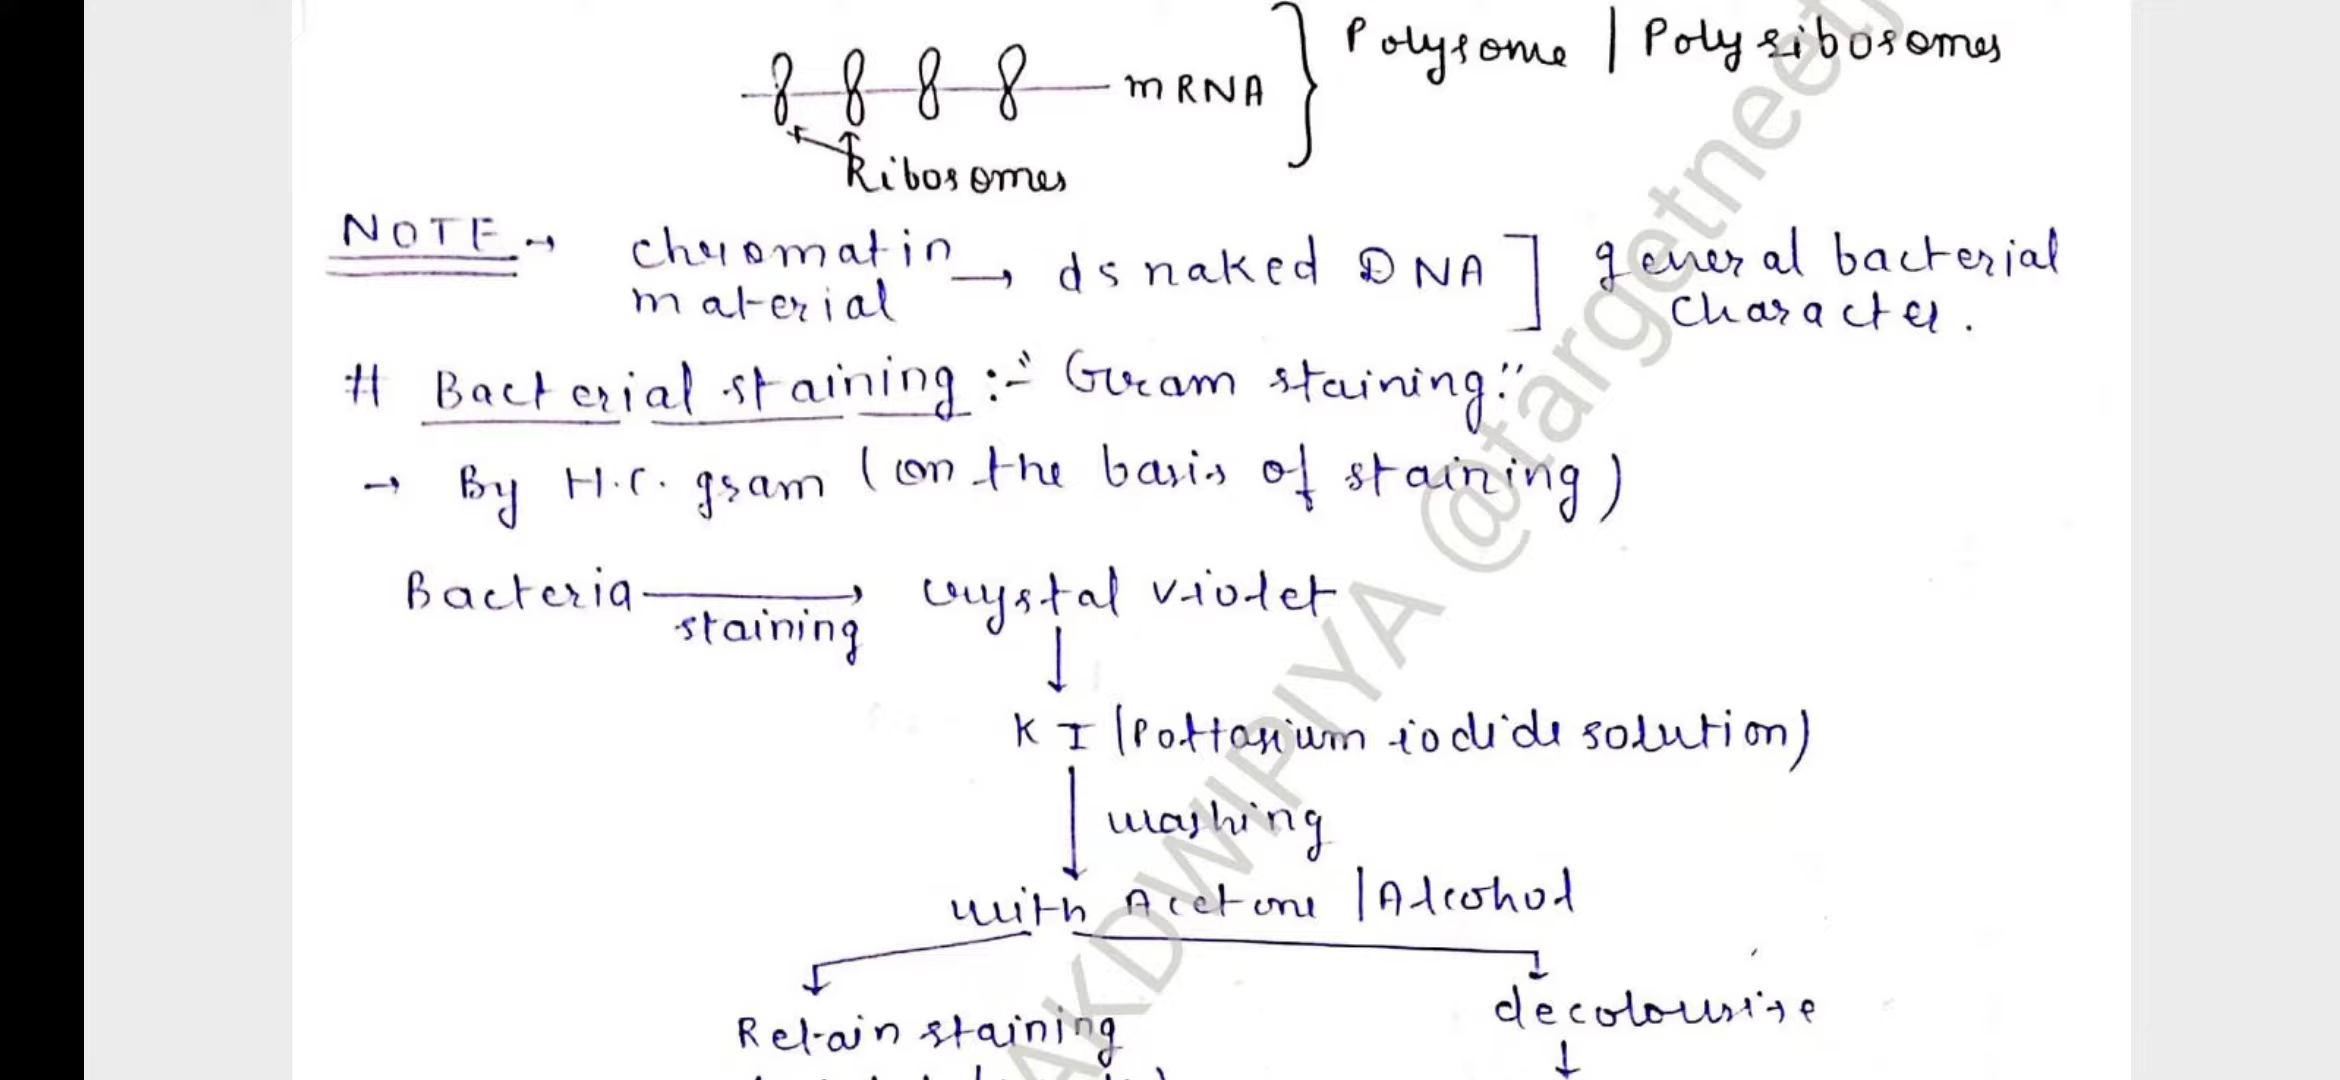 Polysome | Polyribosomes
mRNA
Ribosomes
NOTE → chromatin material → ds naked DNA ] general bacterial character.
# Bacterial staining :- "Gram staining"
→ By H.C. gram (on the basis of staining)
Bacteria → crystal violet
staining
KI (Pottasium iodide solution)
washing
with Acetone | Alcohol
Retain staining
decolourise
AKDWIPIYA @targetneetj